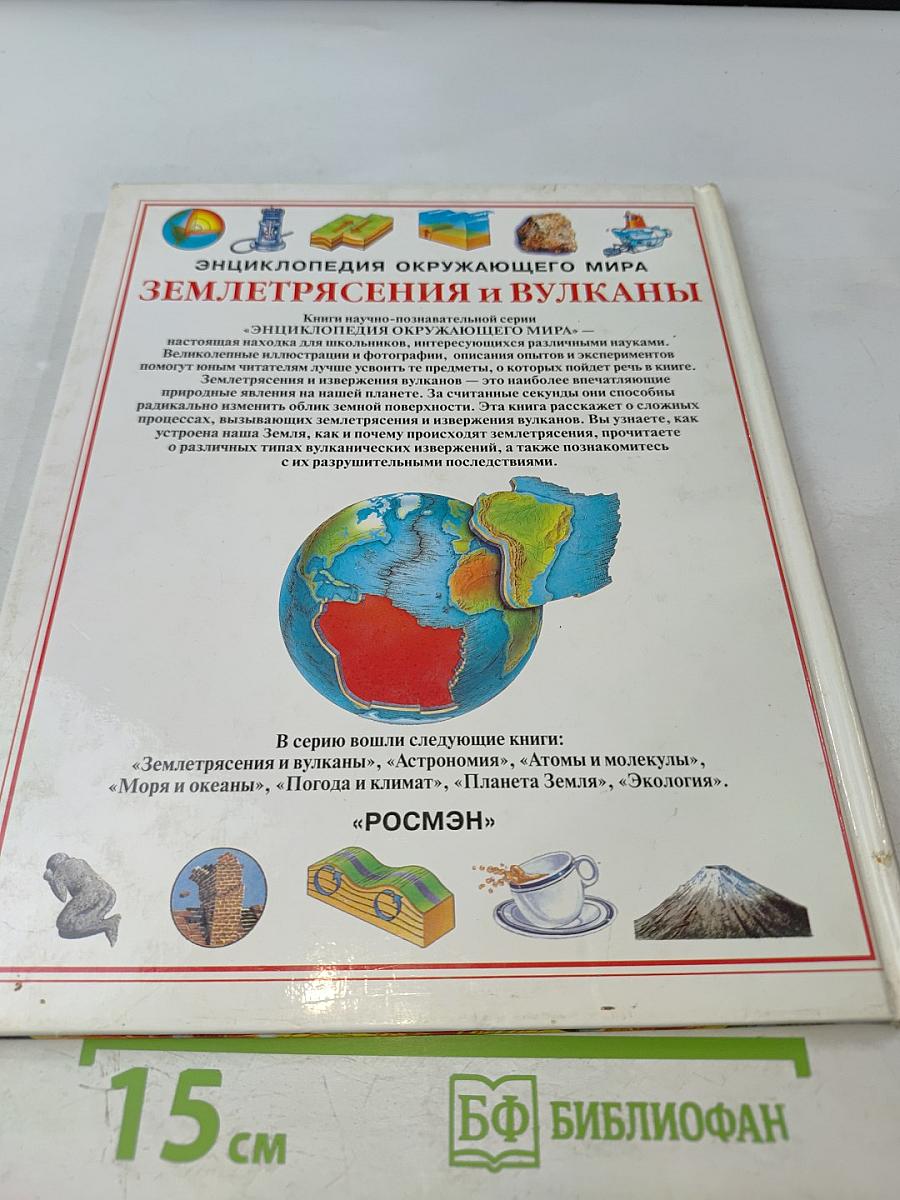 ЭНЦИКЛОПЕДИЯ ОКРУЖАЮЩЕГО МИРА
ЗЕМЛЕТРЯСЕНИЯ и ВУЛКАНЫ
Книги научно-познавательной серии
«ЭНЦИКЛОПЕДИЯ ОКРУЖАЮЩЕГО МИРА» —
настоящая находка для школьников, интересующихся различными науками.
Великолепные иллюстрации и фотографии, описания опытов и экспериментов
помогут юным читателям лучше усвоить те предметы, о которых пойдет речь в книге.
Землетрясения и извержения вулканов — это наиболее впечатляющие
природные явления на нашей планете. За считанные секунды они способны
радикально изменить облик земной поверхности. Эта книга расскажет о сложных
процессах, вызывающих землетрясения и извержения вулканов. Вы узнаете, как
устроена наша Земля, как и почему происходят землетрясения, прочитаете
о различных типах вулканических извержений, а также познакомитесь
с их разрушительными последствиями.
В серию вошли следующие книги:
«Землетрясения и вулканы», «Астрономия», «Атомы и молекулы»,
«Моря и океаны», «Погода и климат», «Планета Земля», «Экология».
«РОСМЭН»
15 см
БФ БИБЛИОФАН